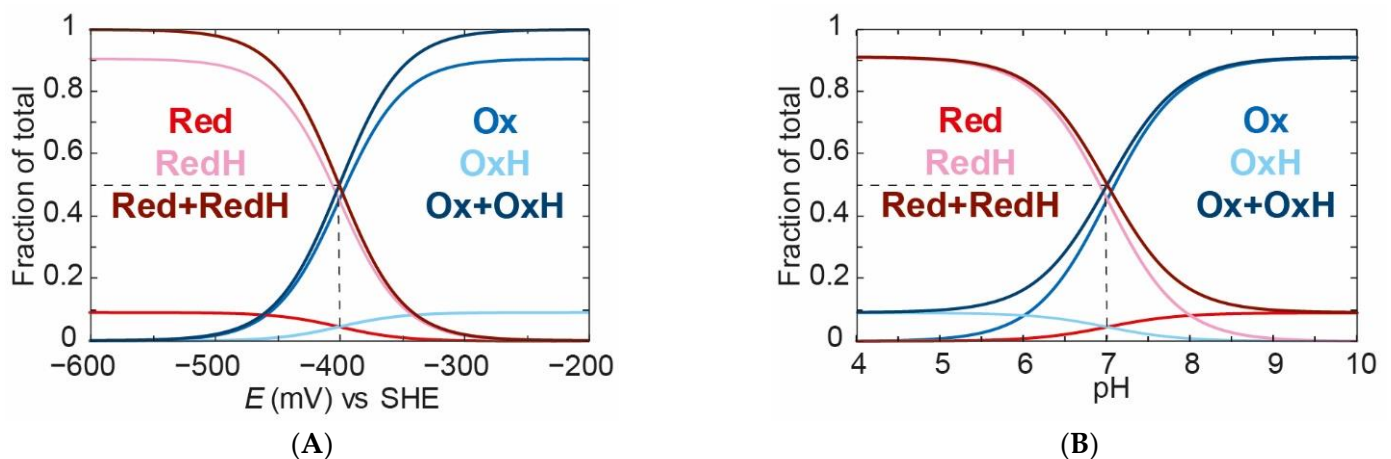 Fraction of total
1
0.8
0.6
0.4
0.2
0
Red
RedH
Red+RedH
Ox
OxH
Ox+OxH
−600
−500
−400
−300
−200
E (mV) vs SHE
(A)
Fraction of total
1
0.8
0.6
0.4
0.2
0
Red
RedH
Red+RedH
Ox
OxH
Ox+OxH
4
5
6
7
8
9
10
pH
(B)